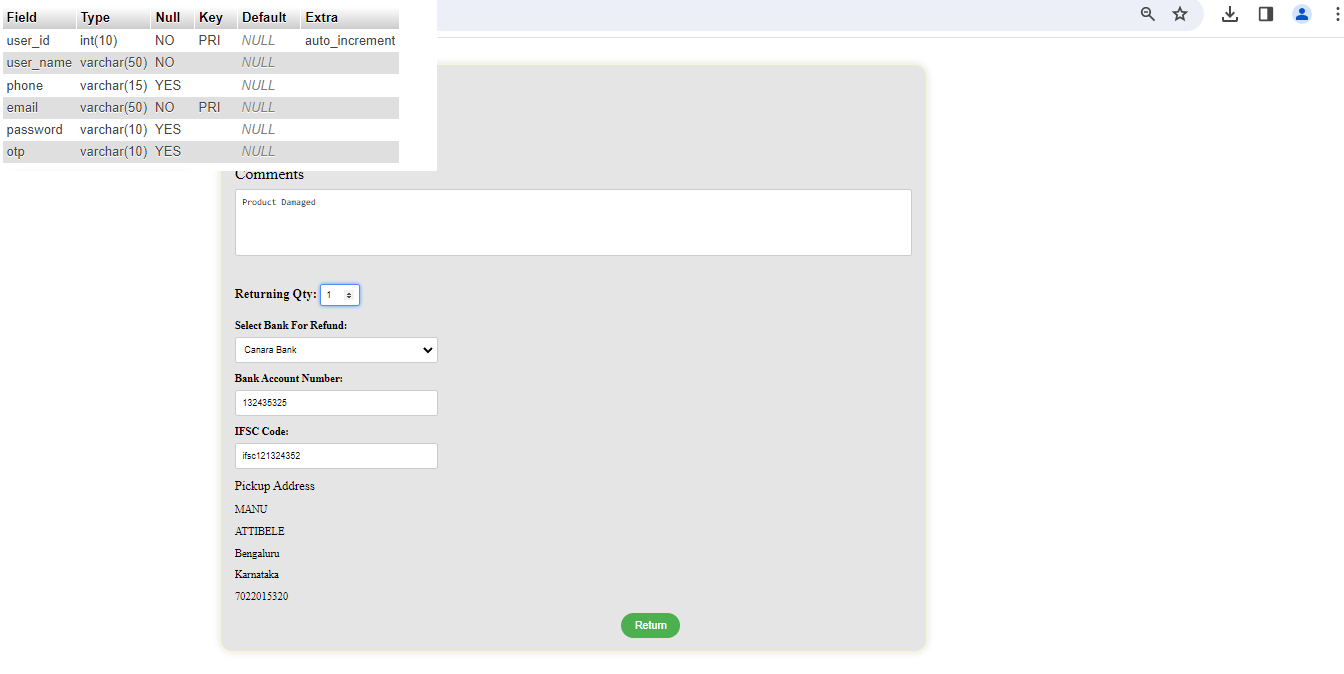 Field Type Null Key Default Extra
user_id int(10) NO PRI NULL auto_increment
user_name varchar(50) NO NULL
phone varchar(15) YES NULL
email varchar(50) NO PRI NULL
password varchar(10) YES NULL
otp varchar(10) YES NULL
Comments
Product Damaged
Returning Qty: 1
Select Bank For Refund:
Canara Bank
Bank Account Number:
132435325
IFSC Code:
ifsc121324352
Pickup Address
MANU
ATTIBELE
Bengaluru
Karnataka
7022015320
Return